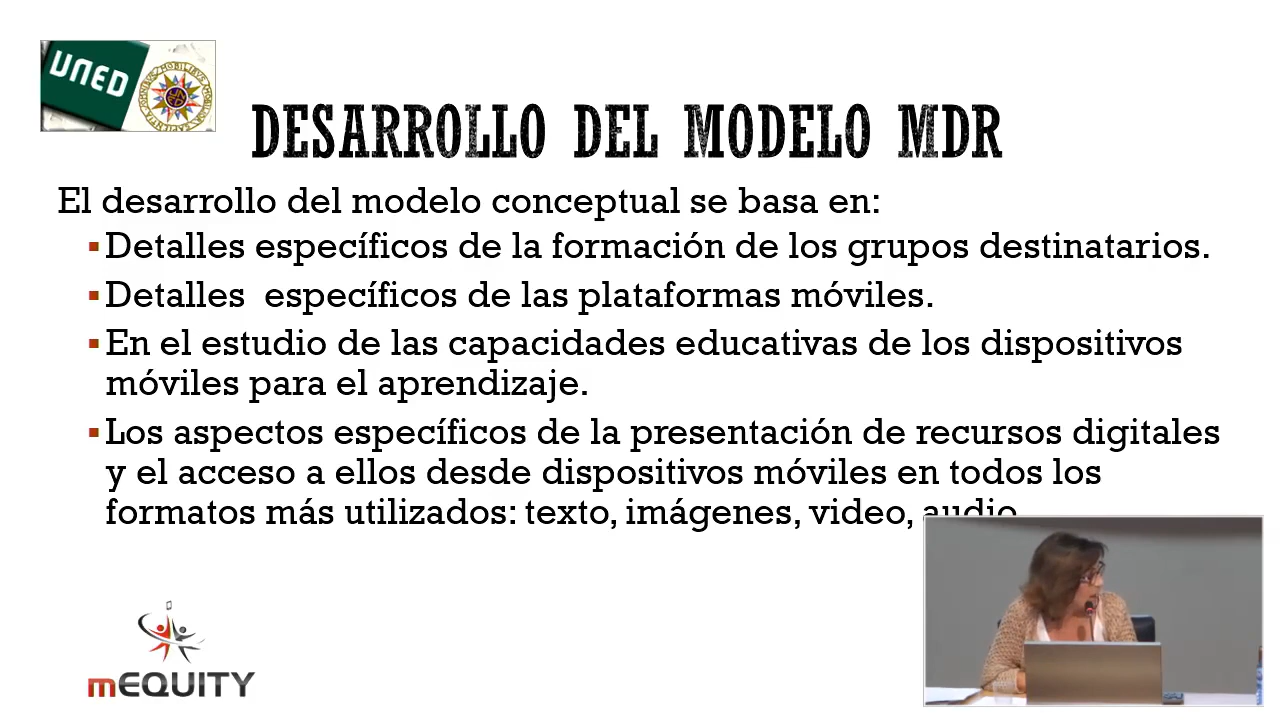 UNED
DESARROLLO DEL MODELO MDR
El desarrollo del modelo conceptual se basa en:
▪Detalles específicos de la formación de los grupos destinatarios.
▪Detalles específicos de las plataformas móviles.
▪En el estudio de las capacidades educativas de los dispositivos
móviles para el aprendizaje.
▪Los aspectos específicos de la presentación de recursos digitales
y el acceso a ellos desde dispositivos móviles en todos los
formatos más utilizados: texto, imágenes, video, audio
mEQUITY